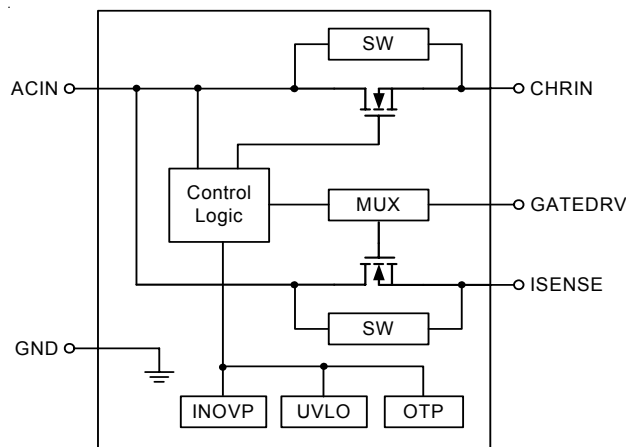 SW
ACIN
CHRIN
Control
Logic
MUX
GATEDRV
ISENSE
SW
GND
INOVP
UVLO
OTP